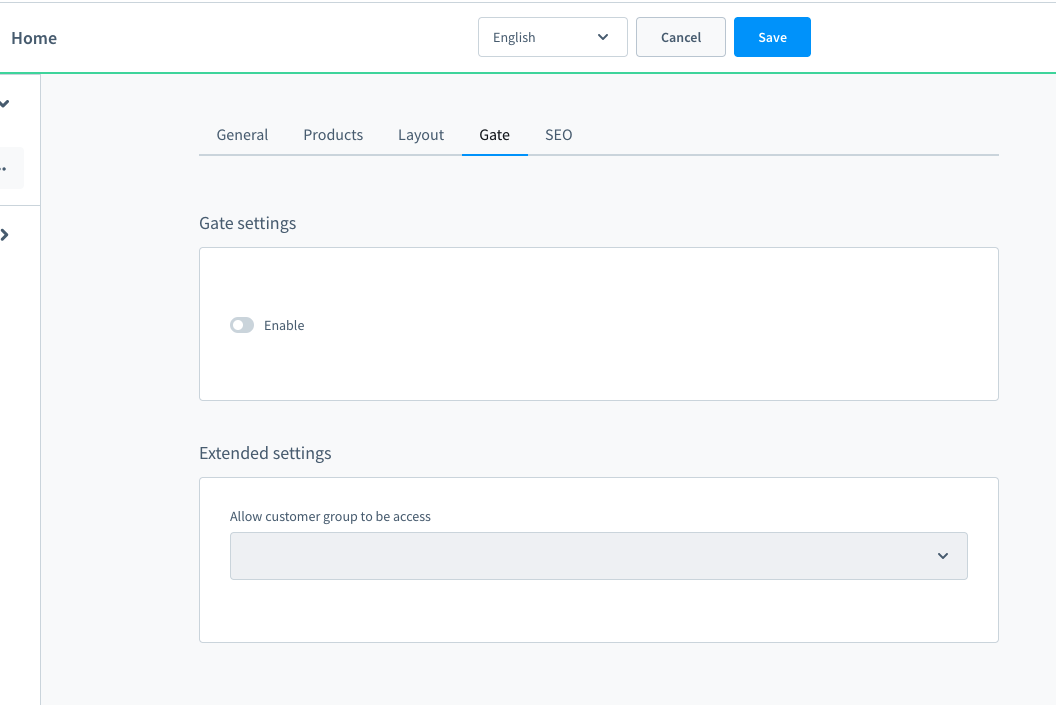 Home
English
Cancel
Save
General
Products
Layout
Gate
SEO
Gate settings
Enable
Extended settings
Allow customer group to be access